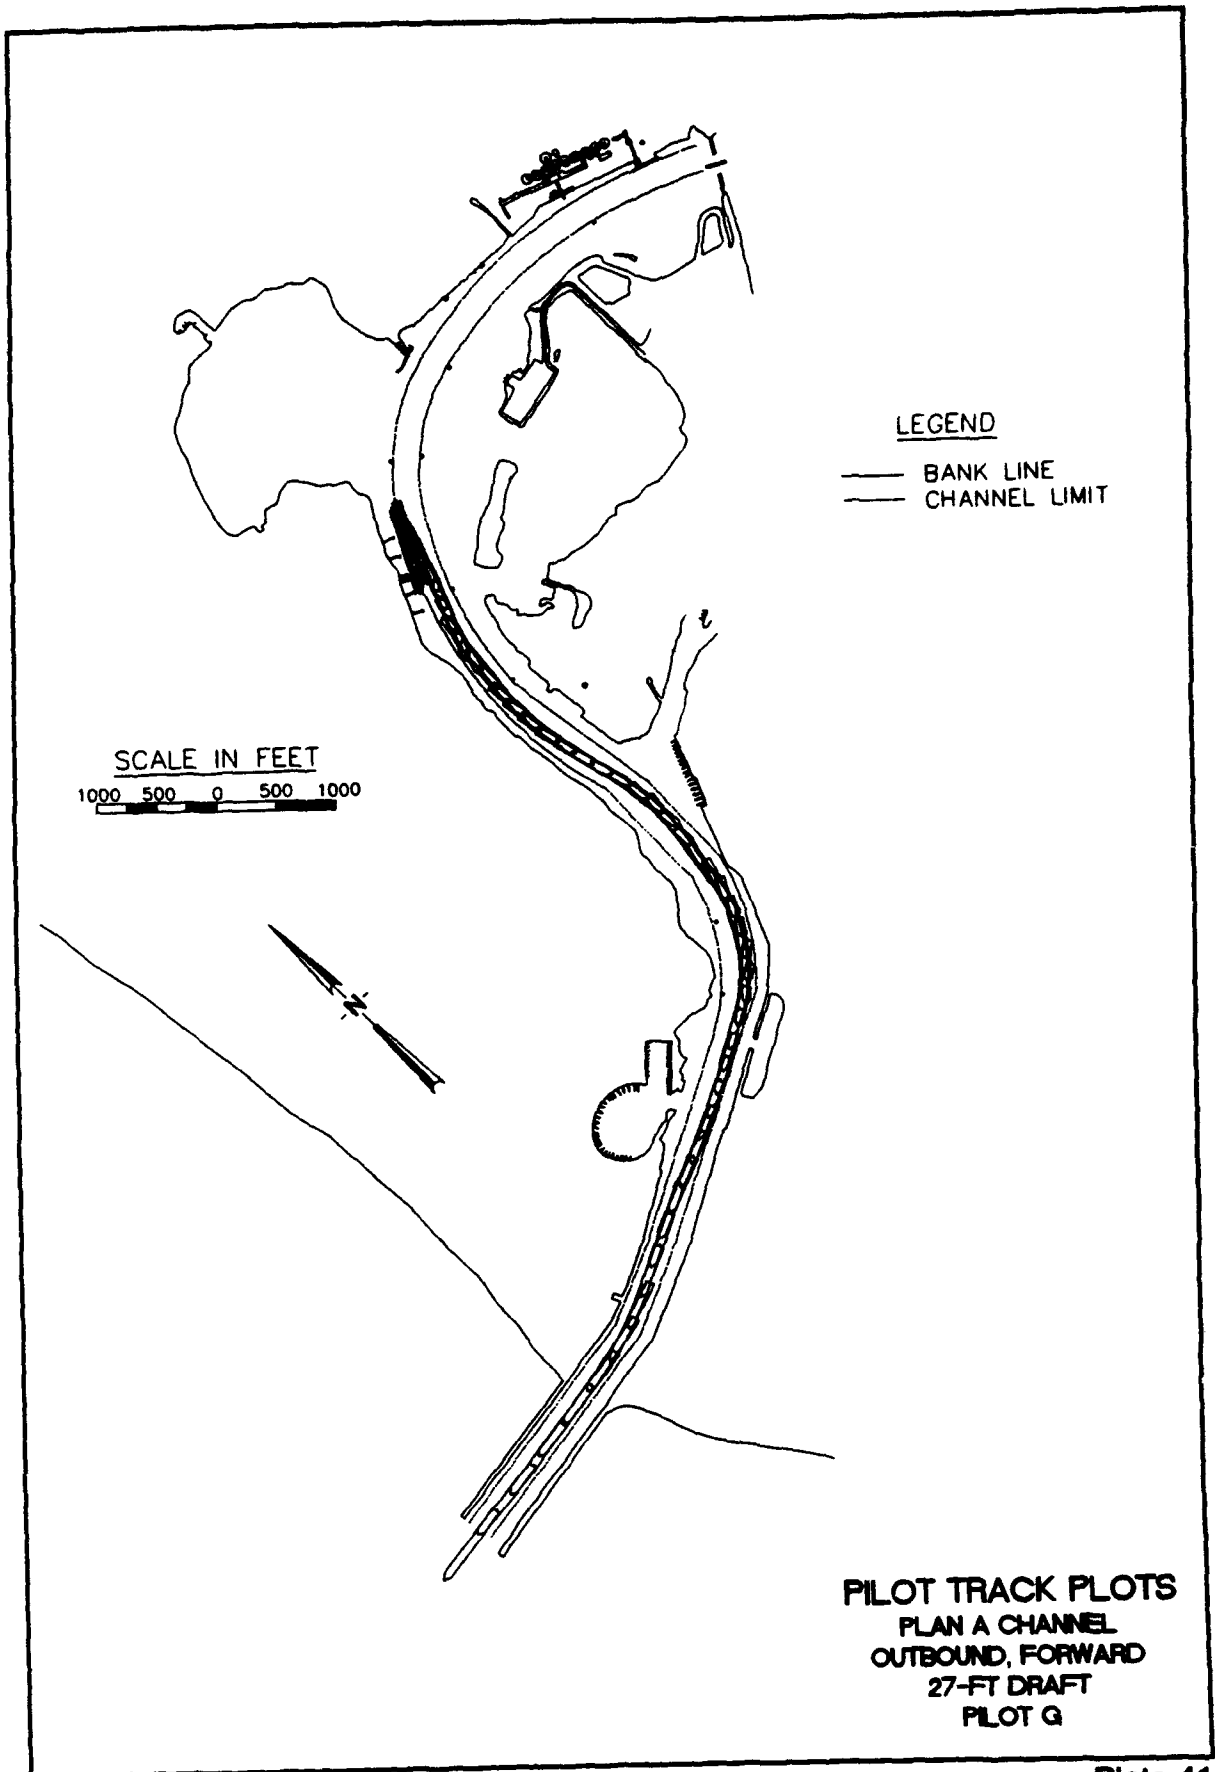 LEGEND
BANK LINE
CHANNEL LIMIT
SCALE IN FEET
1000 500 0 500 1000
N
PILOT TRACK PLOTS
PLAN A CHANNEL
OUTBOUND, FORWARD
27-FT DRAFT
PILOT G